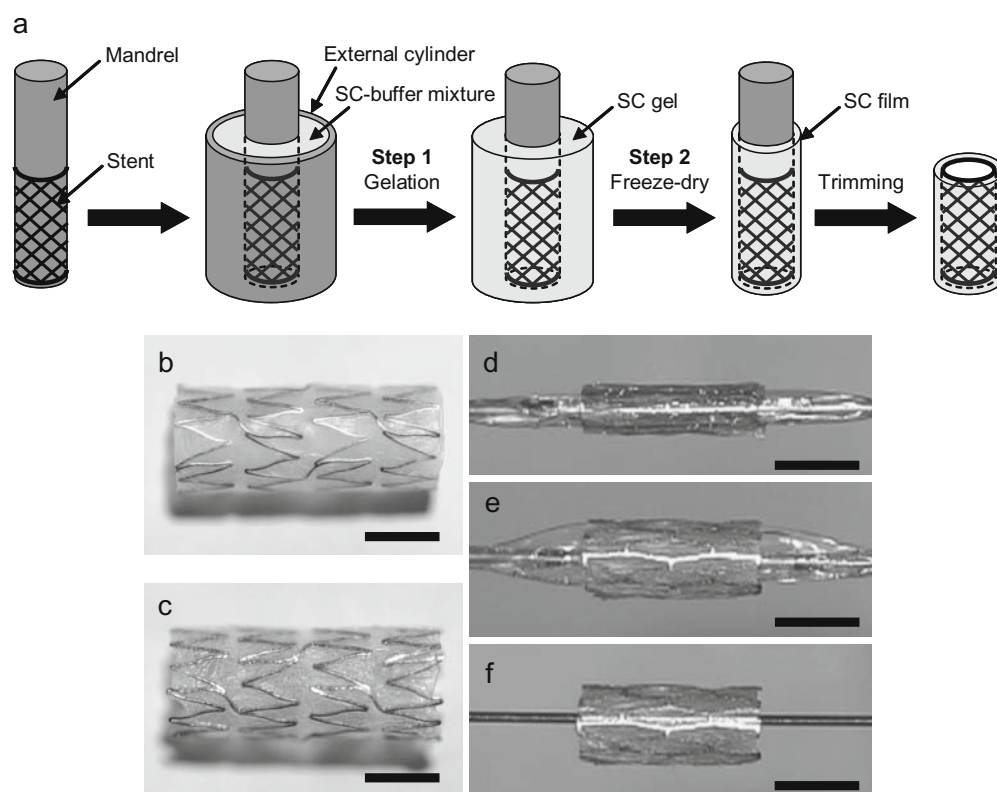 a
Mandrel
Stent
External cylinder
SC-buffer mixture
Step 1
Gelation
SC gel
Step 2
Freeze-dry
SC film
Trimming
b
c
d
e
f